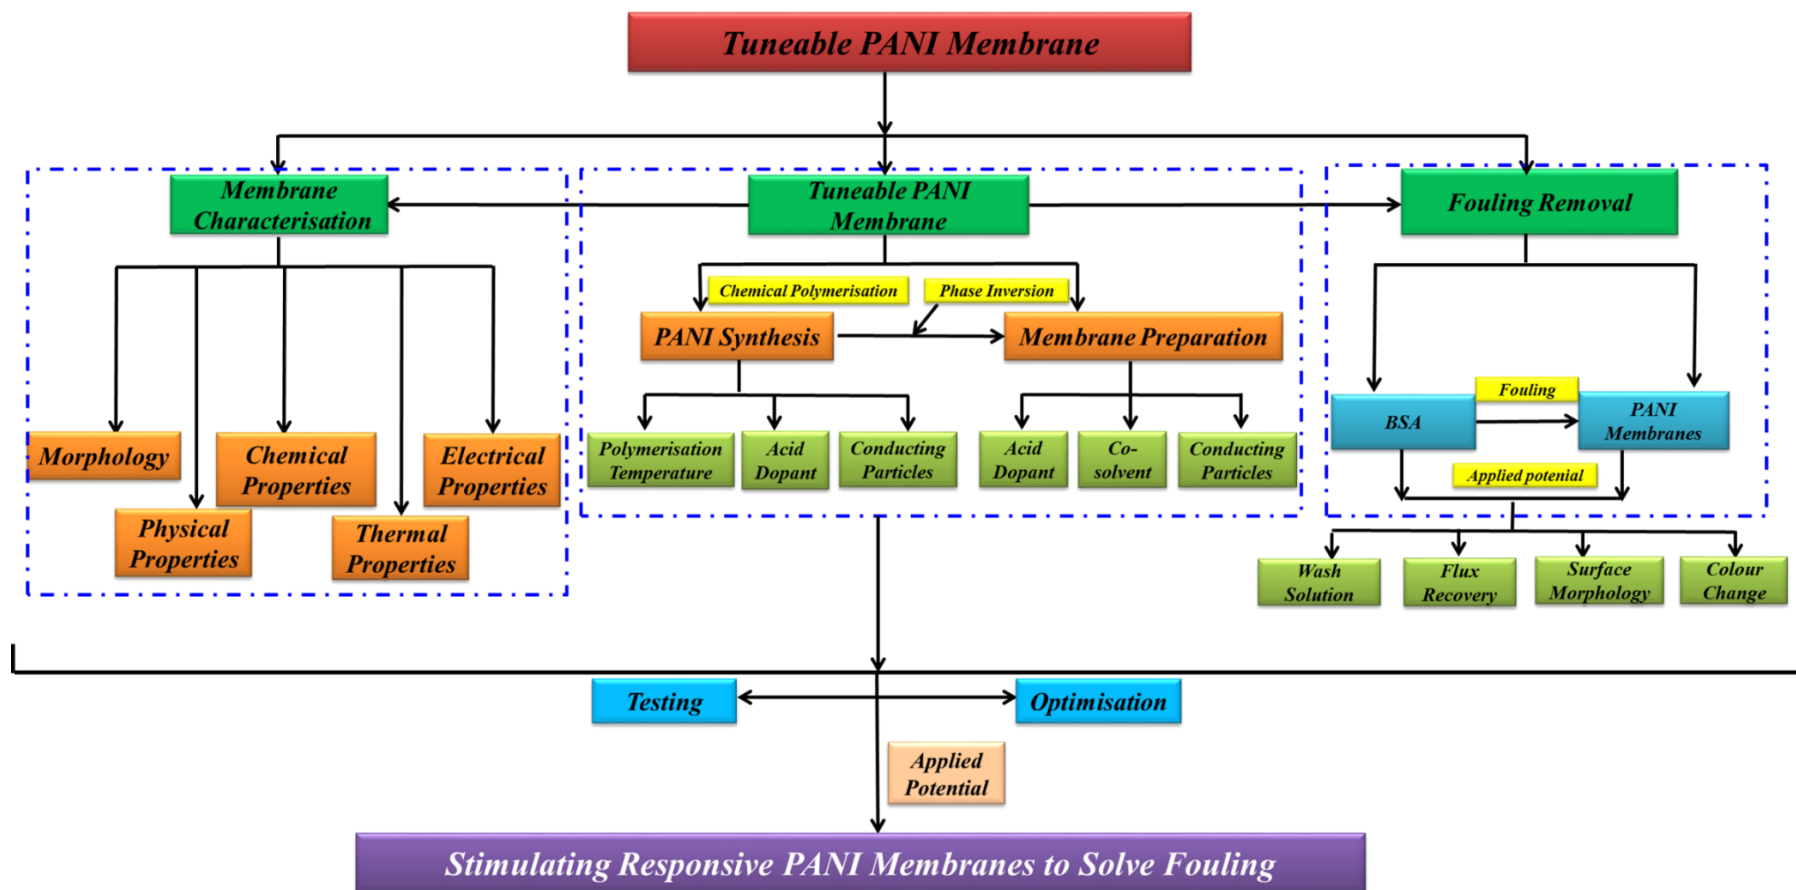 Tuneable PANI Membrane
Membrane
Characterisation
Tuneable PANI
Membrane
Fouling Removal
Chemical Polymerisation
Phase Inversion
PANI Synthesis
Membrane Preparation
Morphology
Chemical
Properties
Electrical
Properties
Physical
Properties
Thermal
Properties
Polymerisation
Temperature
Acid
Dopant
Conducting
Particles
Acid
Dopant
Co-
solvent
Conducting
Particles
BSA
Fouling
PANI
Membranes
Applied potenial
Wash
Solution
Flux
Recovery
Surface
Morphology
Colour
Change
Testing
Optimisation
Applied
Potential
Stimulating Responsive PANI Membranes to Solve Fouling